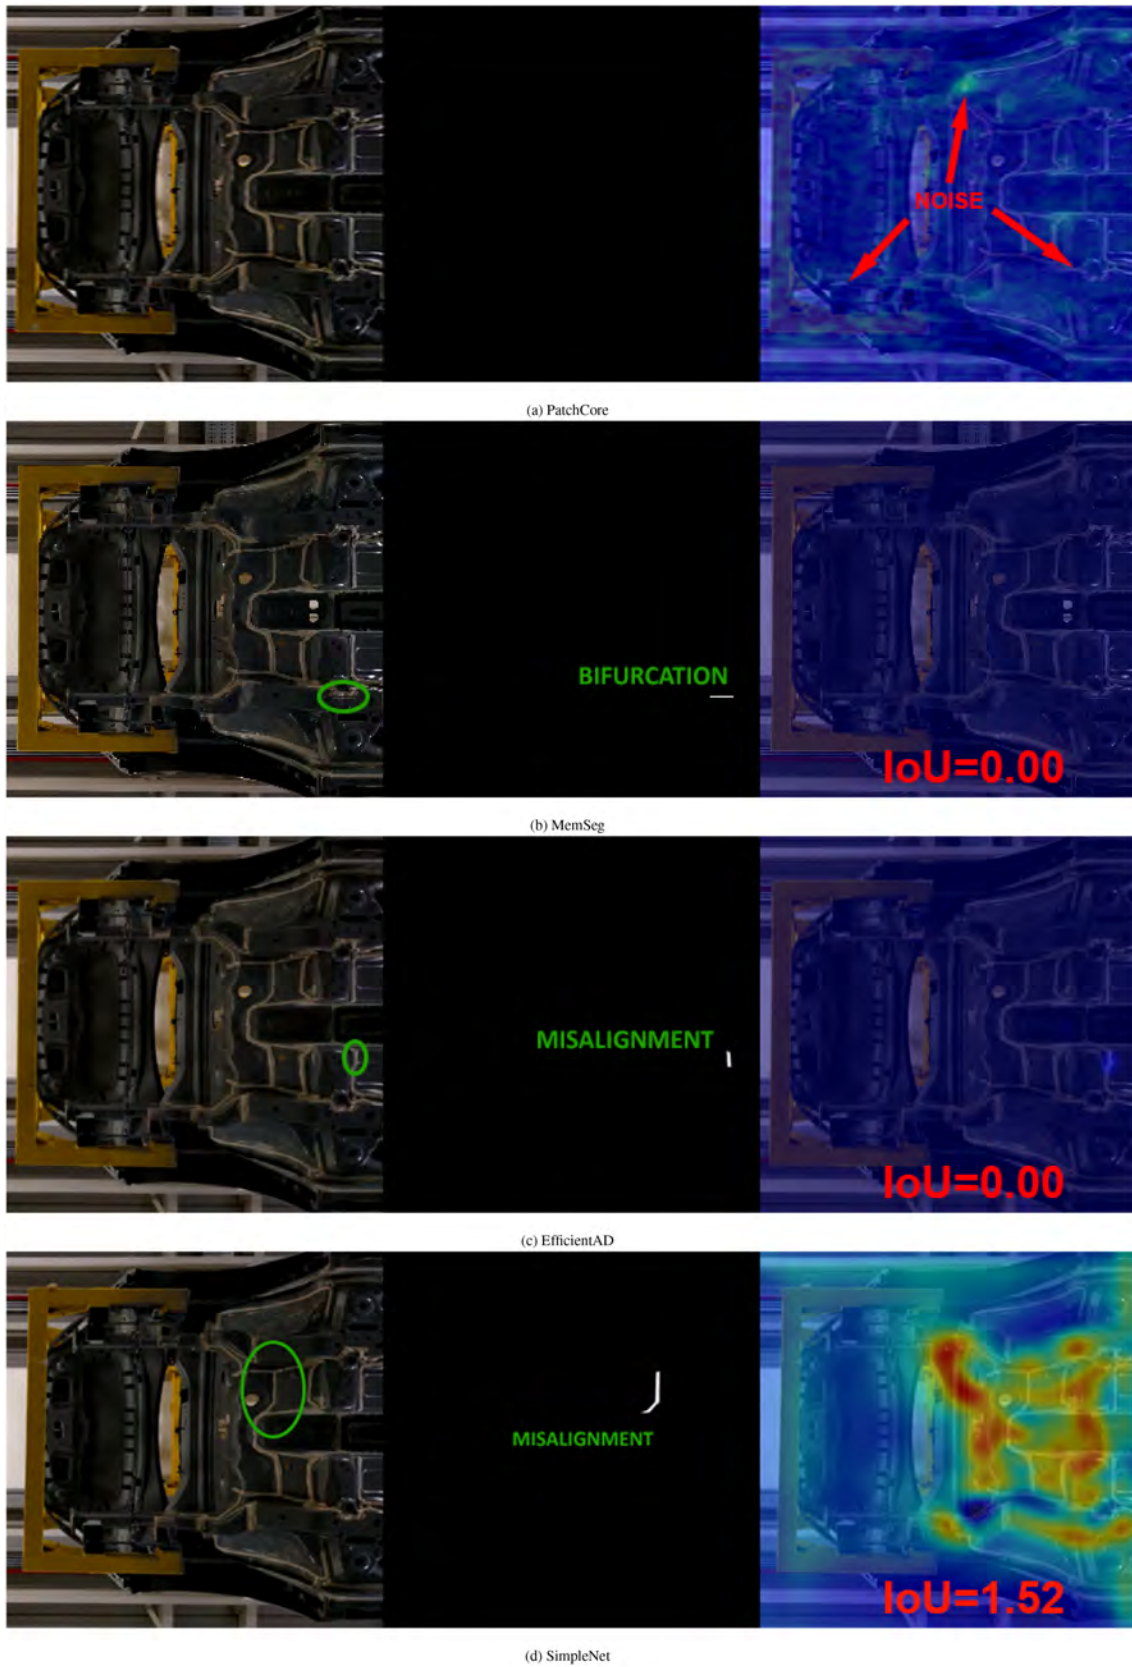 NOISE
(a) PatchCore
BIFURCATION
IoU=0.00
(b) MemSeg
MISALIGNMENT
IoU=0.00
(c) EfficientAD
MISALIGNMENT
IoU=1.52
(d) SimpleNet